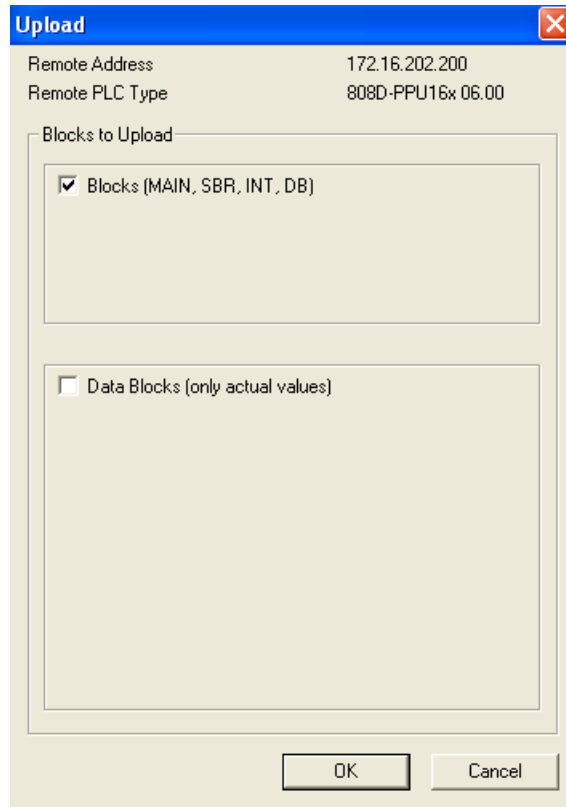 Upload
Remote Address 172.16.202.200
Remote PLC Type 808D-PPU16x 06.00
Blocks to Upload
Blocks (MAIN, SBR, INT, DB)
Data Blocks (only actual values)
OK Cancel